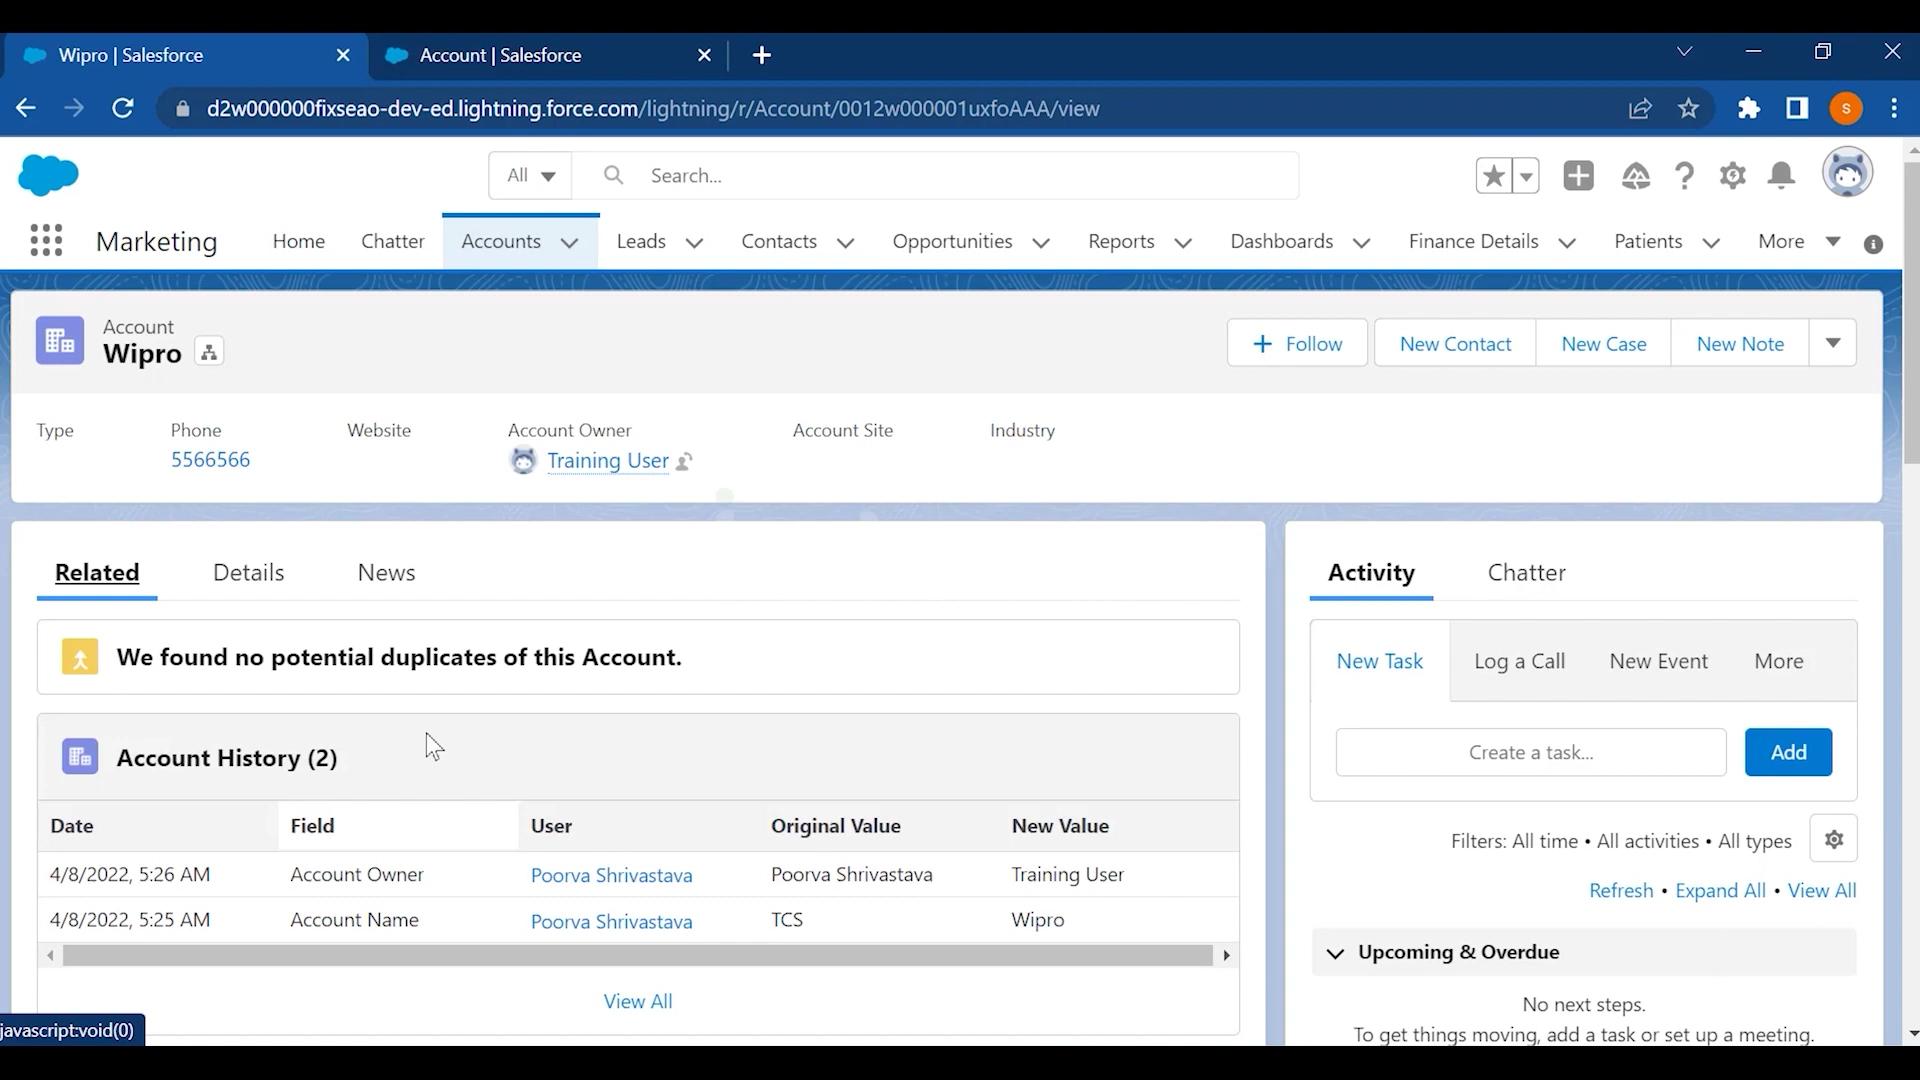 Wipro | Salesforce
Account | Salesforce
d2w000000fixseao-dev-ed.lightning.force.com/lightning/r/Account/0012w000001uxfoAAA/view
s
All
Search...
Marketing
Home
Chatter
Accounts
Leads
Contacts
Opportunities
Reports
Dashboards
Finance Details
Patients
More
Account
Wipro
Follow
New Contact
New Case
New Note
Type
Phone
Website
Account Owner
Account Site
Industry
5566566
Training User
Related
Details
News
We found no potential duplicates of this Account.
Account History (2)
Date Field User Original Value New Value
4/8/2022, 5:26 AM Account Owner Poorva Shrivastava Poorva Shrivastava Training User
4/8/2022, 5:25 AM Account Name Poorva Shrivastava TCS Wipro
View All
javascript:void(0)
Activity
Chatter
New Task
Log a Call
New Event
More
Create a task...
Add
Filters: All time • All activities • All types
Refresh • Expand All • View All
Upcoming & Overdue
No next steps.
To get things moving, add a task or set up a meeting.